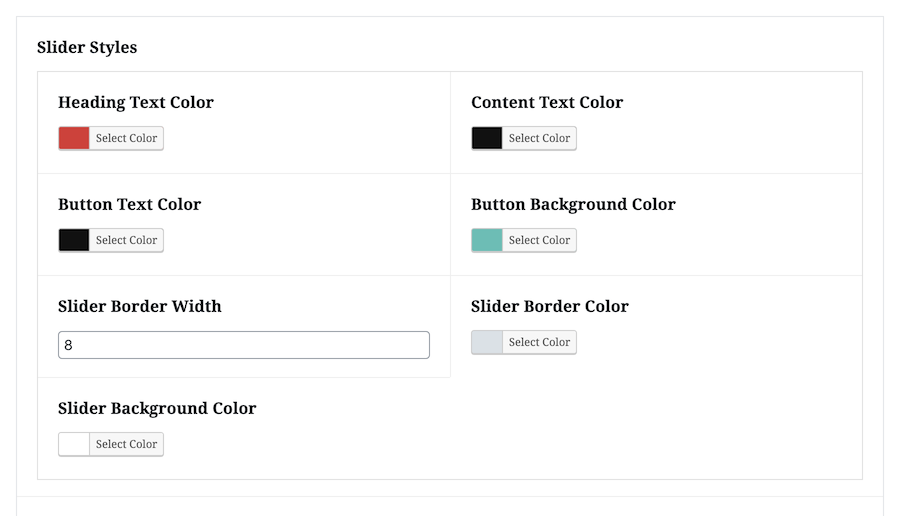 Slider Styles
Heading Text Color
Select Color
Content Text Color
Select Color
Button Text Color
Select Color
Button Background Color
Select Color
Slider Border Width
8
Slider Border Color
Select Color
Slider Background Color
Select Color